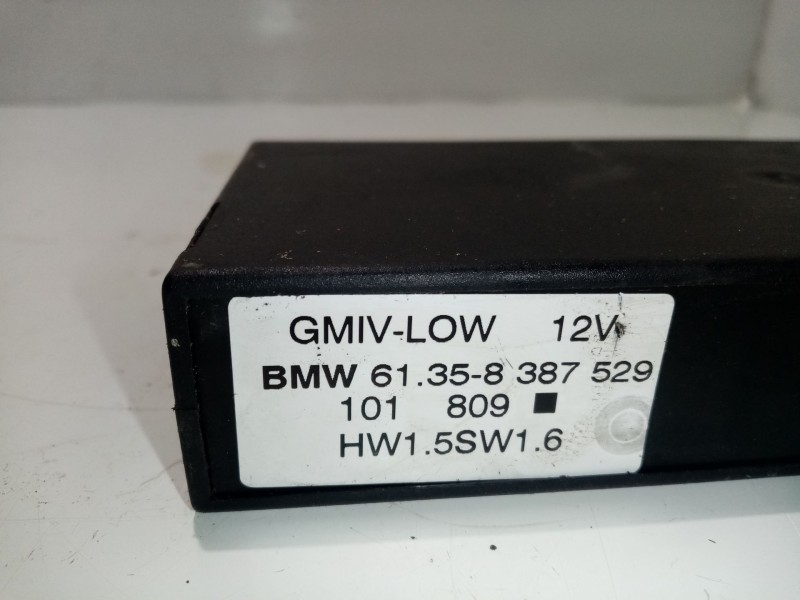 GMIV-LOW 12V
BMW 61.35-8 387 529
101 809
HW1.5SW1.6